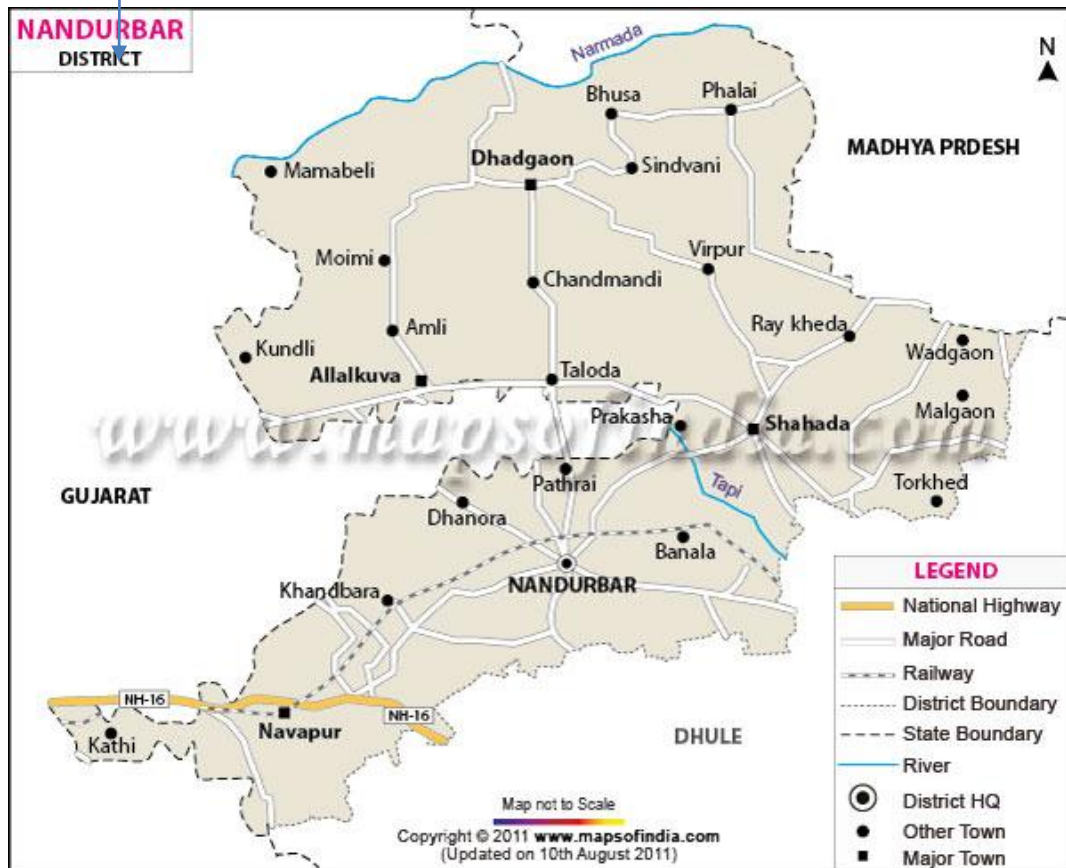 NANDURBAR
DISTRICT
N
Narmada
Bhusa
Phalai
MADHYA PRDESH
Dhadgaon
Mamabeli
Sindvani
Moimi
Virpur
Chandmandi
Amli
Ray kheda
Kundli
Wadgaon
Allalkuva
Taloda
Malgaon
Prakasha
Shahada
www.mapsofindia.com
GUJARAT
Pathrai
Tapi
Torkhed
Dhanora
Banala
NANDURBAR
Khandbara
NH-16
NH-16
Navapur
Kathi
DHULE
LEGEND
National Highway
Major Road
Railway
District Boundary
State Boundary
River
District HQ
Other Town
Major Town
Map not to Scale
Copyright © 2011 www.mapsofindia.com
(Updated on 10th August 2011)